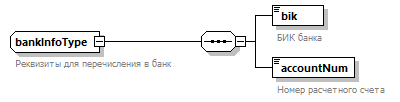 bik
БИК банка
bankInfoType
Реквизиты для перечисления в банк
accountNum
Номер расчетного счета